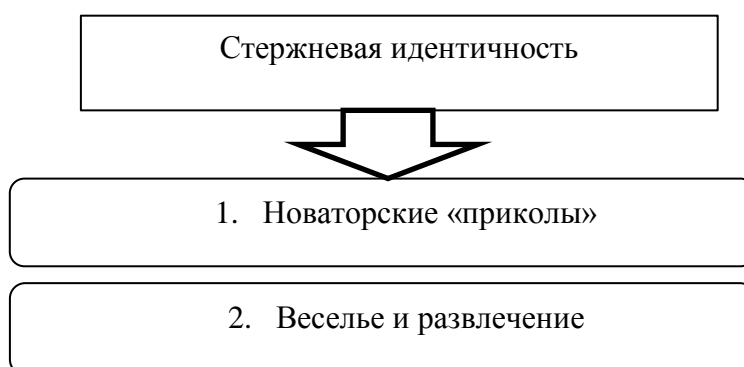 Стержневая идентичность
1. Новаторские «приколы»
2. Веселье и развлечение